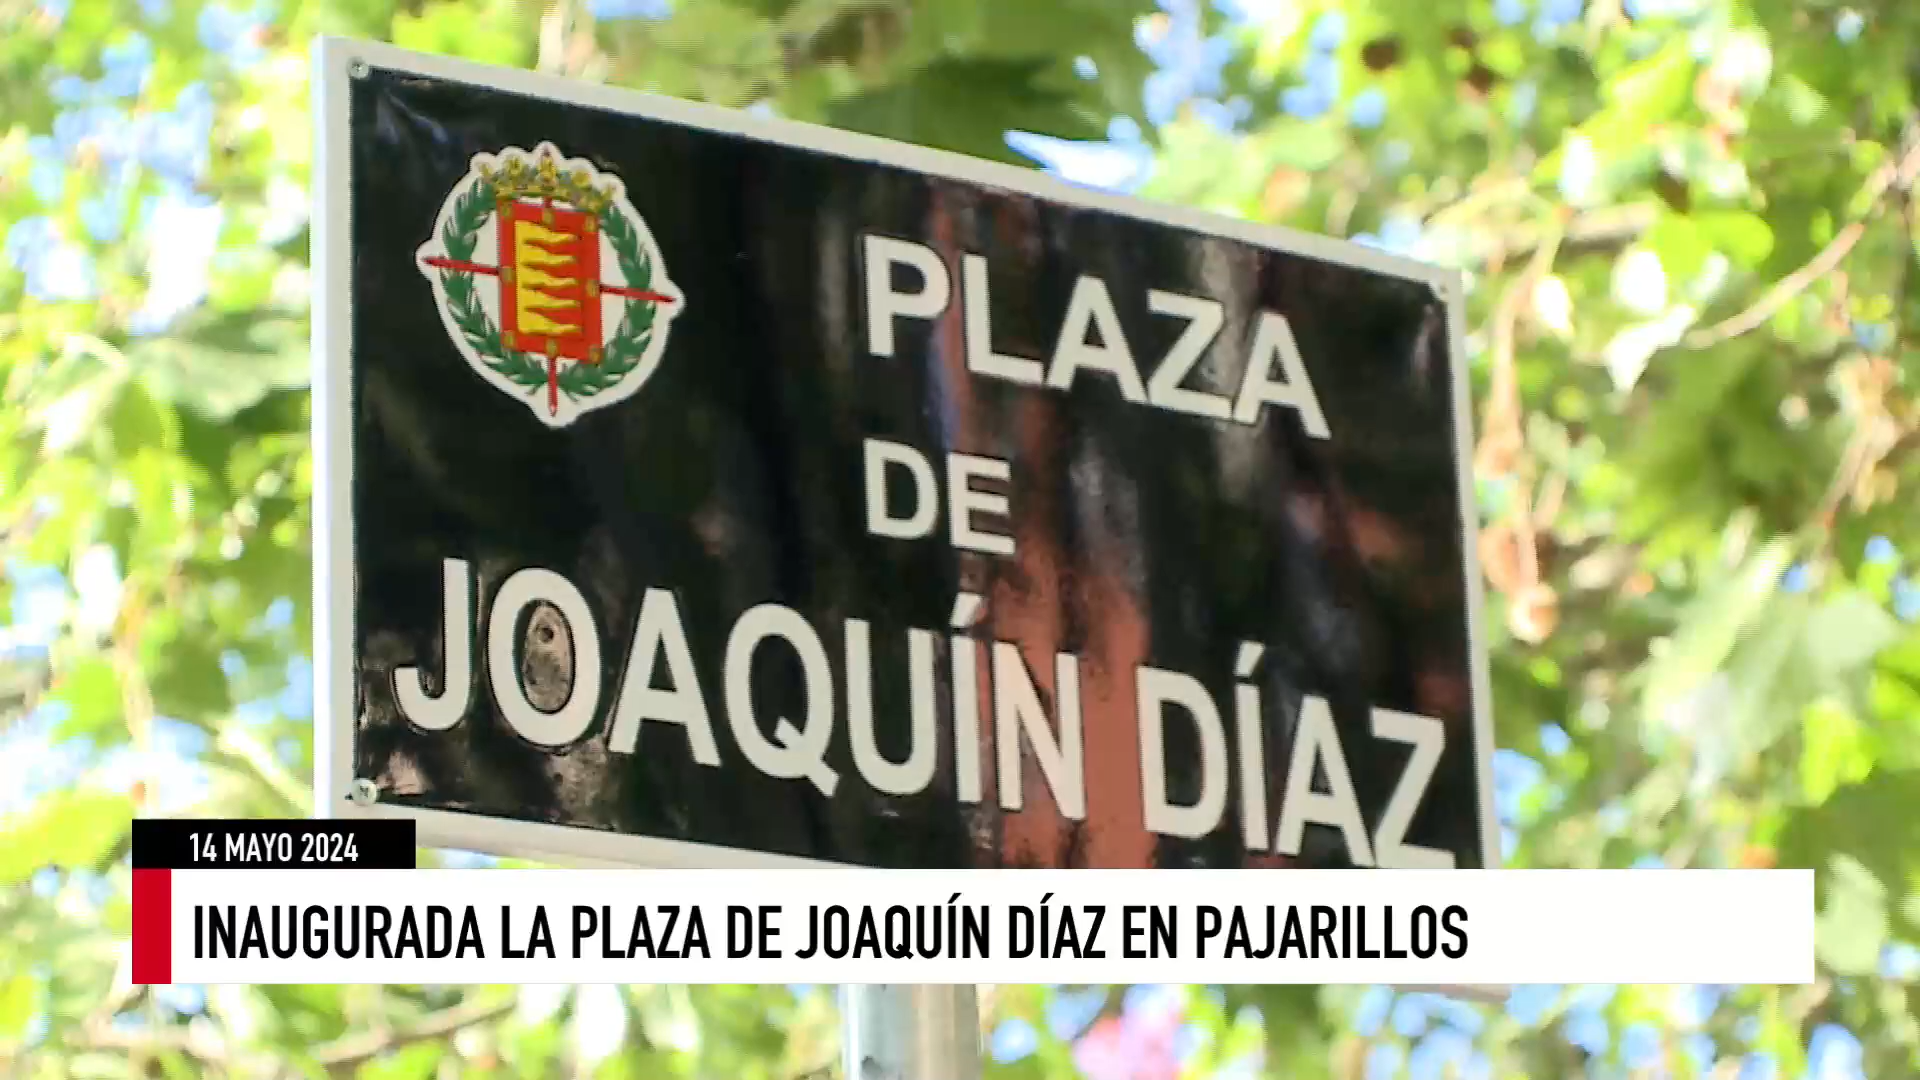 PLAZA
DE
JOAQUÍN DÍAZ
14 MAYO 2024
INAUGURADA LA PLAZA DE JOAQUÍN DÍAZ EN PAJARILLOS